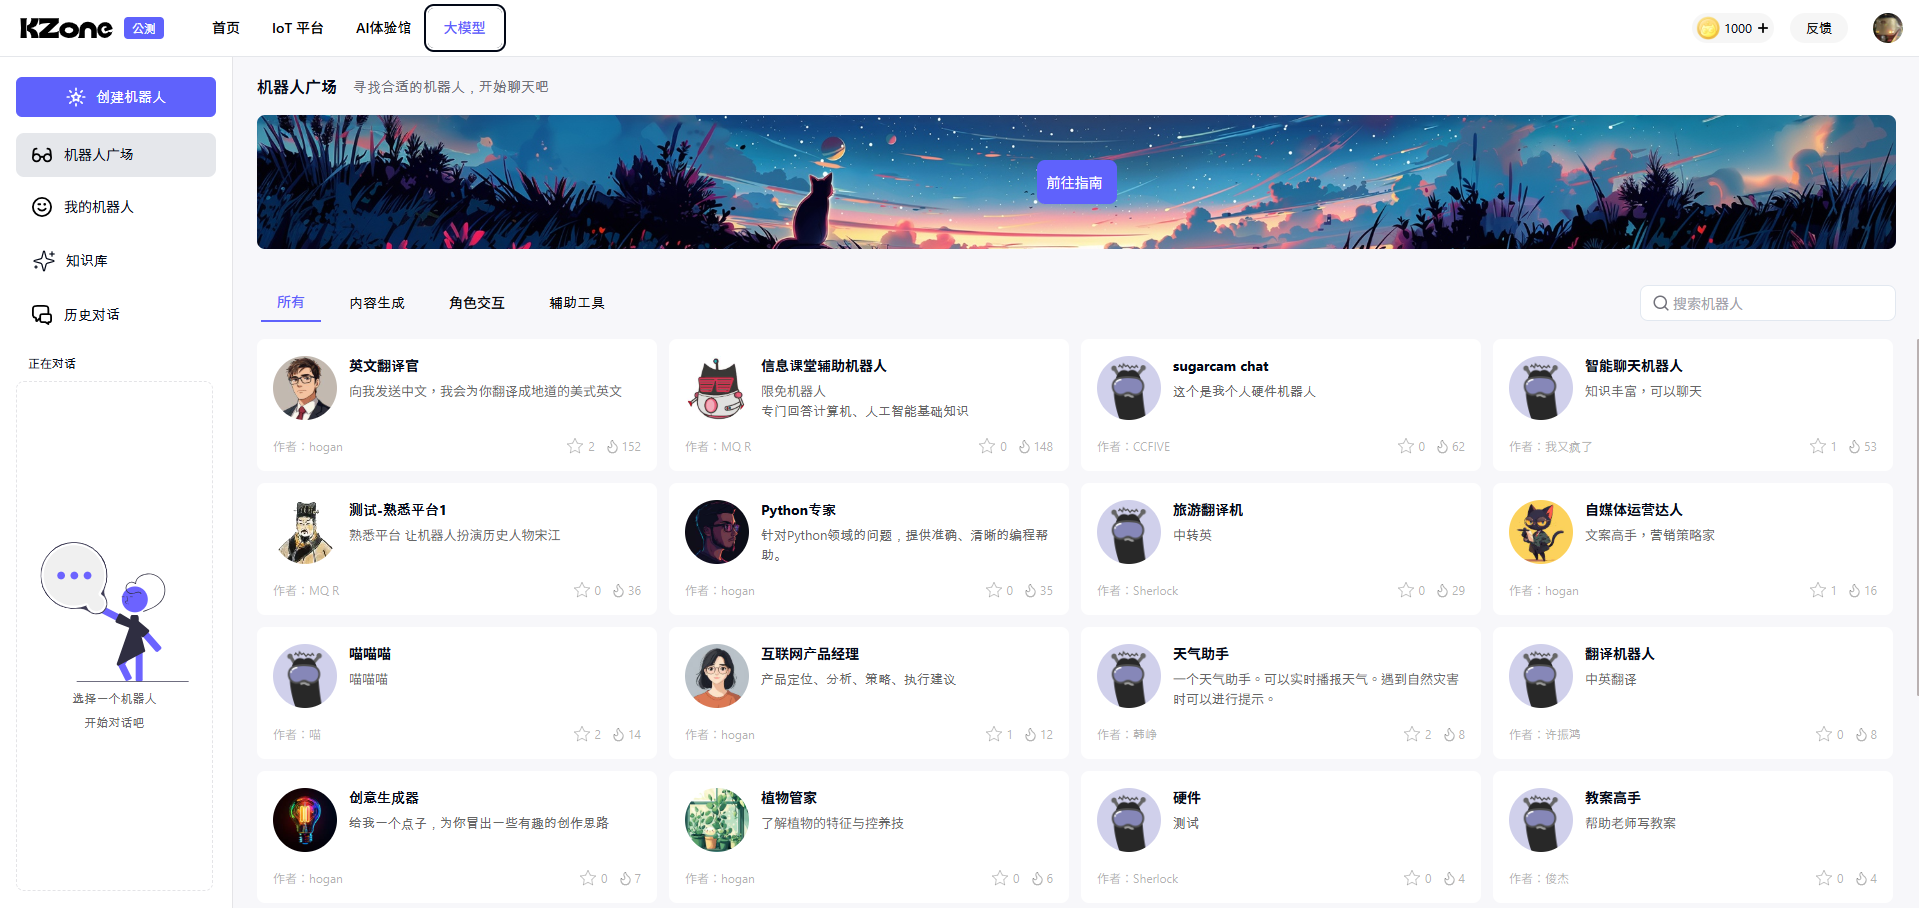 KZone 公测 首页 IoT 平台 AI体验馆 大模型 1000 + 反馈
创建机器人
机器人广场
我的机器人
知识库
历史对话
正在对话
选择一个机器人
开始对话吧
机器人广场 寻找合适的机器人，开始聊天吧
前往指南
所有 内容生成 角色交互 辅助工具 搜索机器人
英文翻译官
向我发送中文，我会为你翻译成地道的美式英文
作者：hogan 2 152
信息课堂辅助机器人
限免机器人
专门回答计算机、人工智能基础知识
作者：MQ R 0 148
sugarcam chat
这个是我个人硬件机器人
作者：CCFIVE 0 62
智能聊天机器人
知识丰富，可以聊天
作者：我又疯了 1 53
测试-熟悉平台1
熟悉平台 让机器人扮演历史人物宋江
作者：MQ R 0 36
Python专家
针对Python领域的问题，提供准确、清晰的编程帮
助。
作者：hogan 0 35
旅游翻译机
中转英
作者：Sherlock 0 29
自媒体运营达人
文案高手，营销策略家
作者：hogan 1 16
喵喵喵
喵喵喵
作者：喵 2 14
互联网产品经理
产品定位、分析、策略、执行建议
作者：hogan 1 12
天气助手
一个天气助手。可以实时播报天气。遇到自然灾害
时可以进行提示。
作者：韩峥 2 8
翻译机器人
中英翻译
作者：许振鸿 0 8
创意生成器
给我一个点子，为你冒出一些有趣的创作思路
作者：hogan 0 7
植物管家
了解植物的特征与控养技
作者：hogan 0 6
硬件
测试
作者：Sherlock 0 4
教案高手
帮助老师写教案
作者：俊杰 0 4